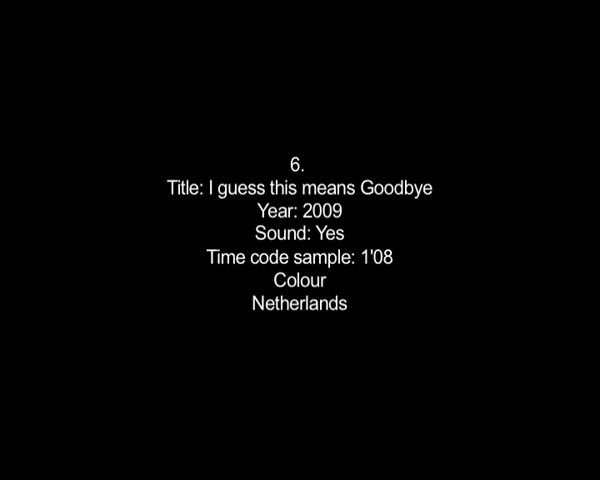 6.
Title: I guess this means Goodbye
Year: 2009
Sound: Yes
Time code sample: 1'08
Colour
Netherlands